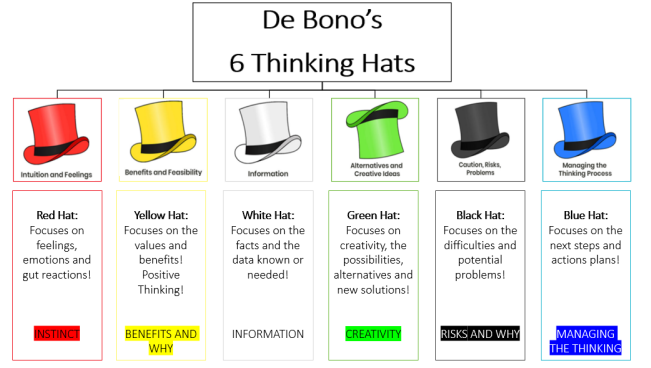 De Bono's
6 Thinking Hats
Intuition and Feelings
Benefits and Feasibility
Information
Alternatives and
Creative Ideas
Caution, Risks,
Problems
Managing the
Thinking Process
Red Hat:
Focuses on
feelings,
emotions and
gut reactions!
INSTINCT
Yellow Hat:
Focuses on the
values and
benefits!
Positive
Thinking!
BENEFITS AND
WHY
White Hat:
Focuses on the
facts and the
data known or
needed!
INFORMATION
Green Hat:
Focuses on
creativity, the
possibilities,
alternatives and
new solutions!
CREATIVITY
Black Hat:
Focuses on the
difficulties and
potential
problems!
RISKS AND WHY
Blue Hat:
Focuses on the
next steps and
actions plans!
MANAGING
THE THINKING